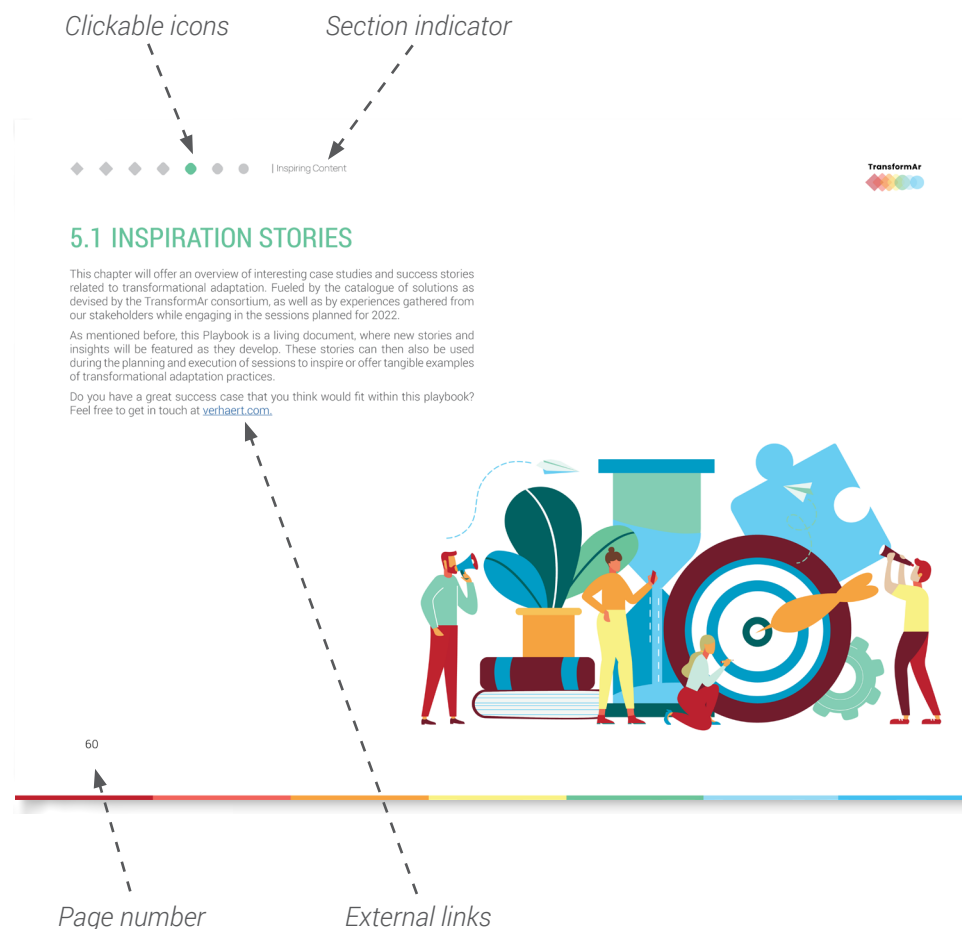 Clickable icons
Section indicator
| Inspiring Content
TransformAr
5.1 INSPIRATION STORIES
This chapter will offer an overview of interesting case studies and success stories
related to transformational adaptation. Fueled by the catalogue of solutions as
devised by the TransformAr consortium, as well as by experiences gathered from
our stakeholders while engaging in the sessions planned for 2022.
As mentioned before, this Playbook is a living document, where new stories and
insights will be featured as they develop. These stories can then also be used
during the planning and execution of sessions to inspire or offer tangible examples
of transformational adaptation practices.
Do you have a great success case that you think would fit within this playbook?
Feel free to get in touch at verhaert.com.
60
Page number
External links